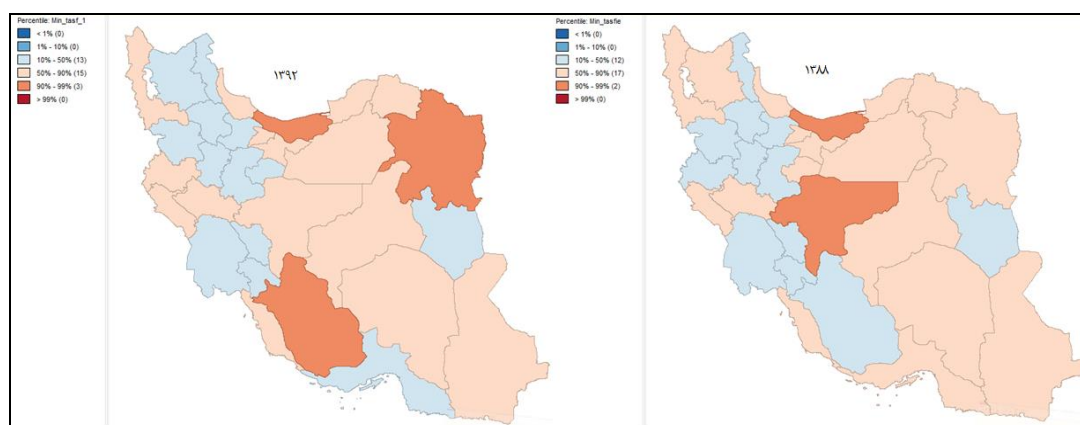 Percentile: Min_tasf_1
< 1% (0)
1% - 10% (0)
10% - 50% (13)
50% - 90% (15)
90% - 99% (3)
> 99% (0)
۱۳۹۲
Percentile: Min_tasfie
< 1% (0)
1% - 10% (0)
10% - 50% (12)
50% - 90% (17)
90% - 99% (2)
> 99% (0)
۱۳۸۸